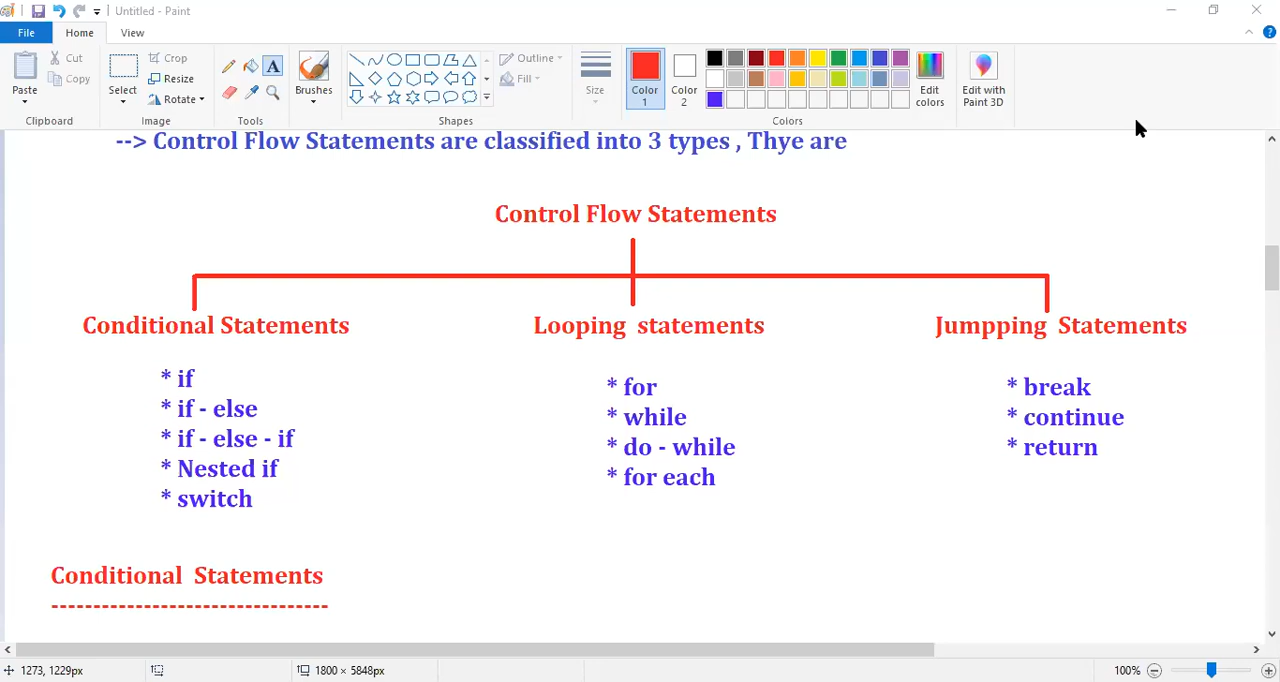 Untitled - Paint
File Home View
Cut
Copy
Paste
Clipboard
Select
Crop
Resize
Rotate
Image
A
Tools
Brushes
Shapes
Outline
Fill
Size
Color 1
Color 2
Edit colors
Colors
Edit with Paint 3D
--> Control Flow Statements are classified into 3 types , Thye are
Control Flow Statements
Conditional Statements
* if
* if - else
* if - else - if
* Nested if
* switch
Looping statements
* for
* while
* do - while
* for each
Jumpping Statements
* break
* continue
* return
Conditional Statements
---------------------------------
1273, 1229px
1800 × 5848px
100%